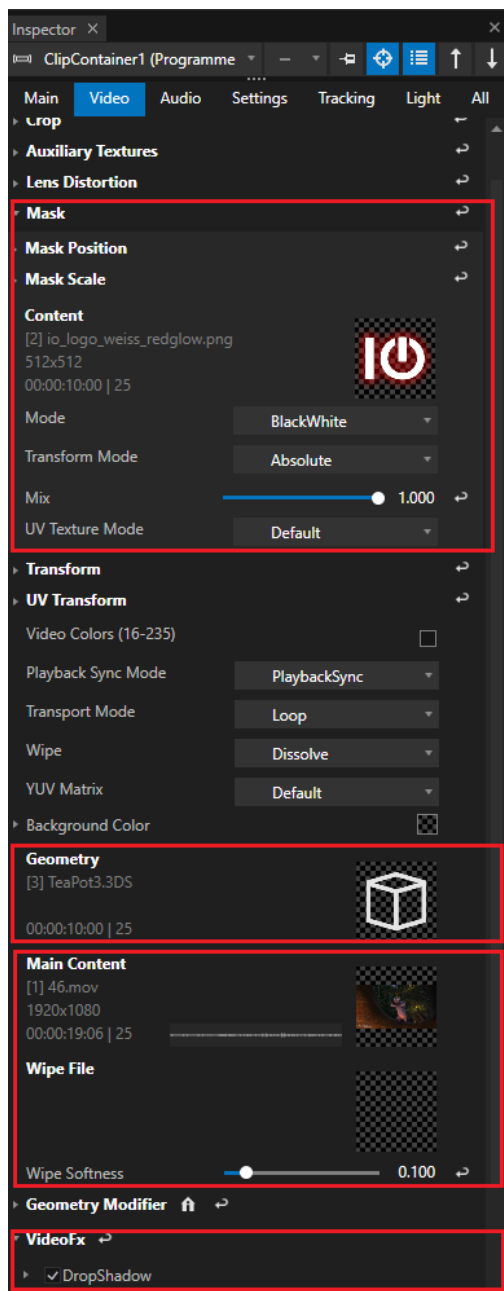 Inspector
ClipContainer1 (Programme
Main Video Audio Settings Tracking Light All
Crop
Auxiliary Textures
Lens Distortion
Mask
Mask Position
Mask Scale
Content
[2] io_logo_weiss_redglow.png
512x512
00:00:10:00 | 25
Mode BlackWhite
Transform Mode Absolute
Mix 1.000
UV Texture Mode Default
Transform
UV Transform
Video Colors (16-235)
Playback Sync Mode PlaybackSync
Transport Mode Loop
Wipe Dissolve
YUV Matrix Default
Background Color
Geometry
[3] TeaPot3.3DS
00:00:10:00 | 25
Main Content
[1] 46.mov
1920x1080
00:00:19:06 | 25
Wipe File
Wipe Softness 0.100
Geometry Modifier
VideoFx
DropShadow